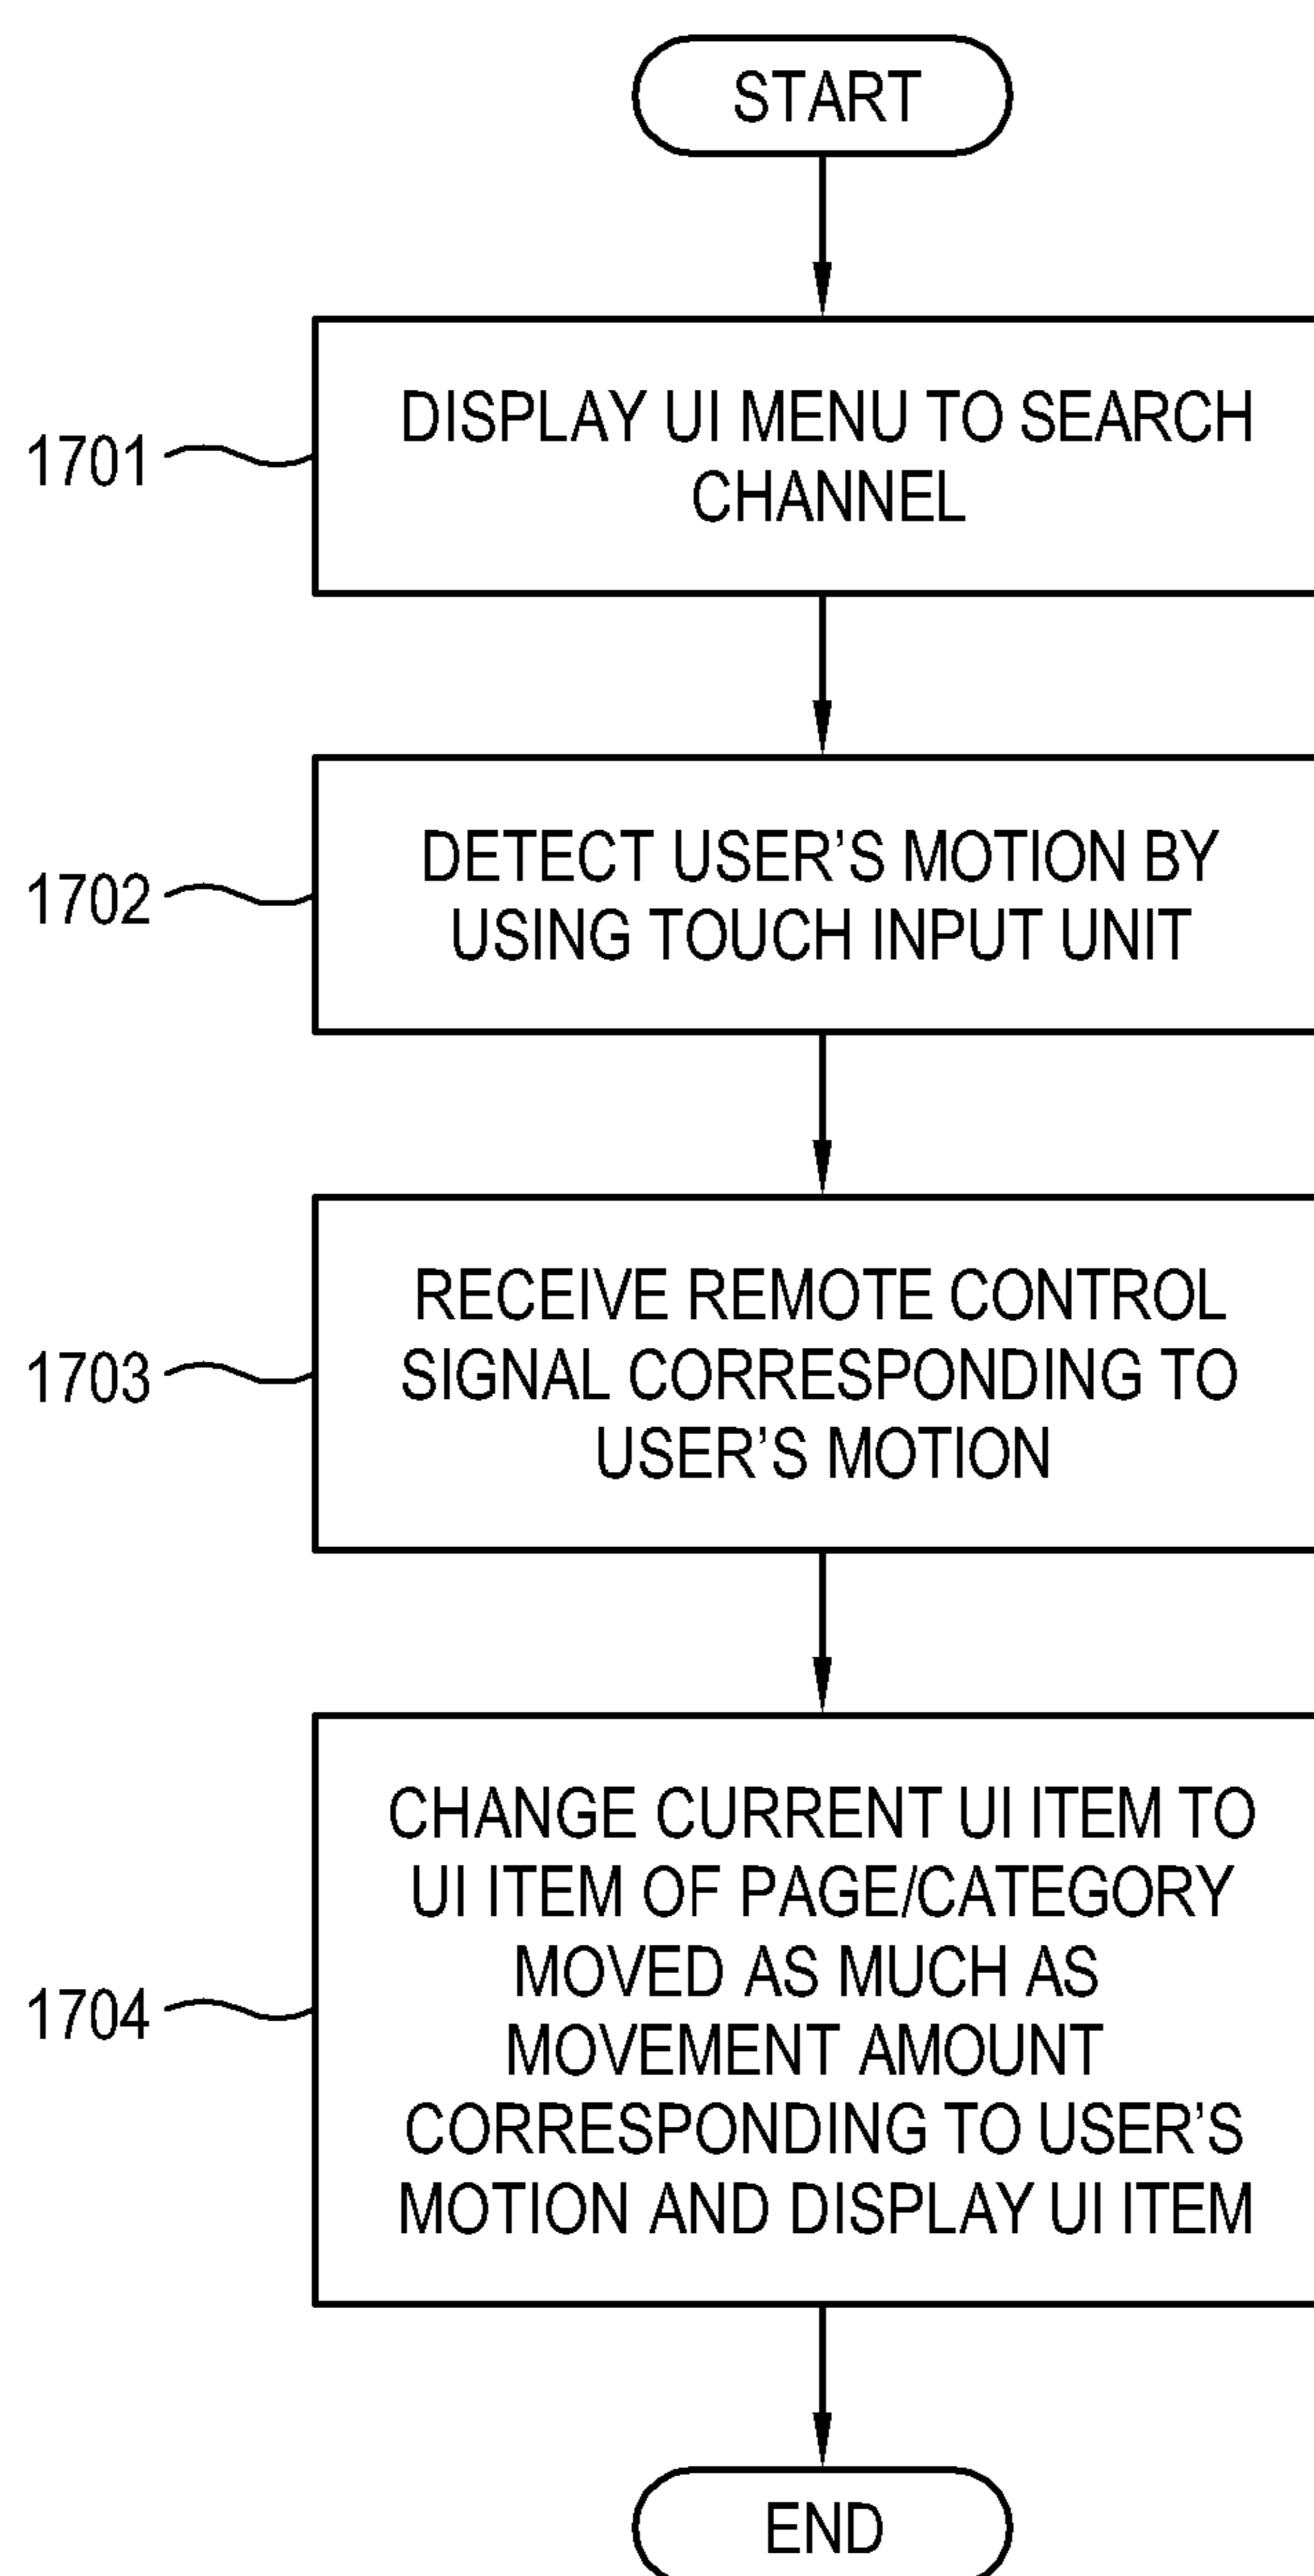 START
1701
DISPLAY UI MENU TO SEARCH
CHANNEL
1702
DETECT USER’S MOTION BY
USING TOUCH INPUT UNIT
1703
RECEIVE REMOTE CONTROL
SIGNAL CORRESPONDING TO
USER’S MOTION
1704
CHANGE CURRENT UI ITEM TO
UI ITEM OF PAGE/CATEGORY
MOVED AS MUCH AS
MOVEMENT AMOUNT
CORRESPONDING TO USER’S
MOTION AND DISPLAY UI ITEM
END